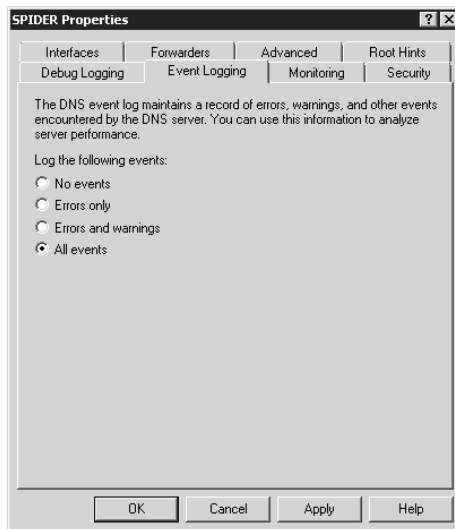 SPIDER Properties
Interfaces Forwarders Advanced Root Hints
Debug Logging Event Logging Monitoring Security
The DNS event log maintains a record of errors, warnings, and other events
encountered by the DNS server. You can use this information to analyze
server performance.
Log the following events:
No events
Errors only
Errors and warnings
All events
OK Cancel Apply Help